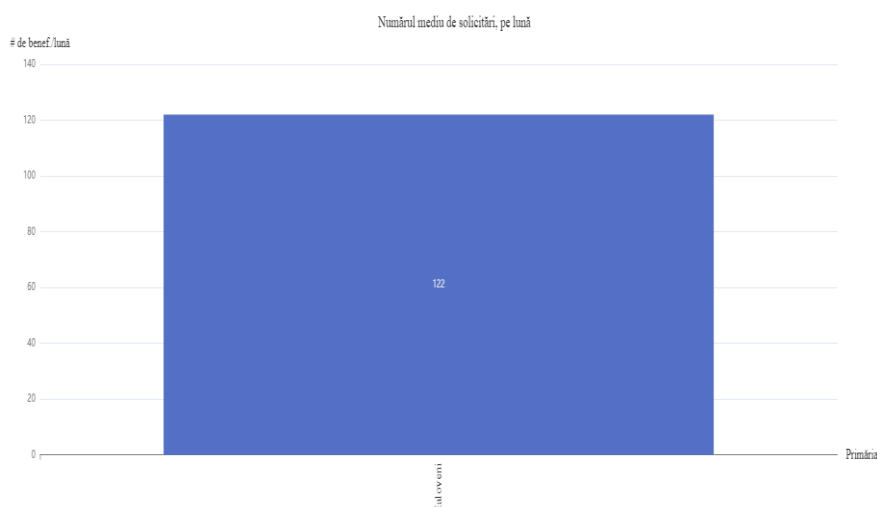 Numărul mediu de solicitări, pe lună
# de benef./lună
140
120
100
80
60
40
20
0
122
Primăria
Ialoveni